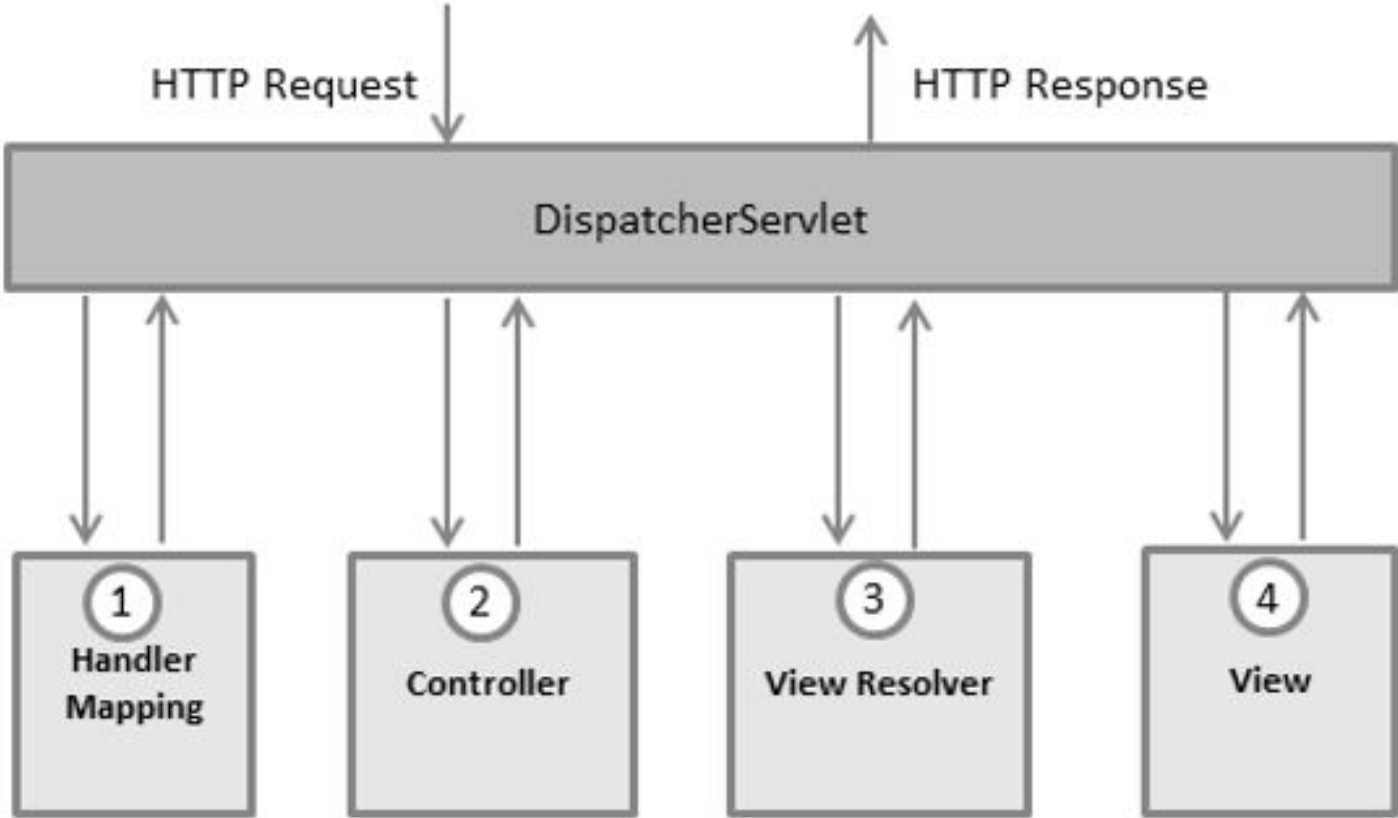 HTTP Request
HTTP Response
DispatcherServlet
1
Handler
Mapping
2
Controller
3
View Resolver
4
View